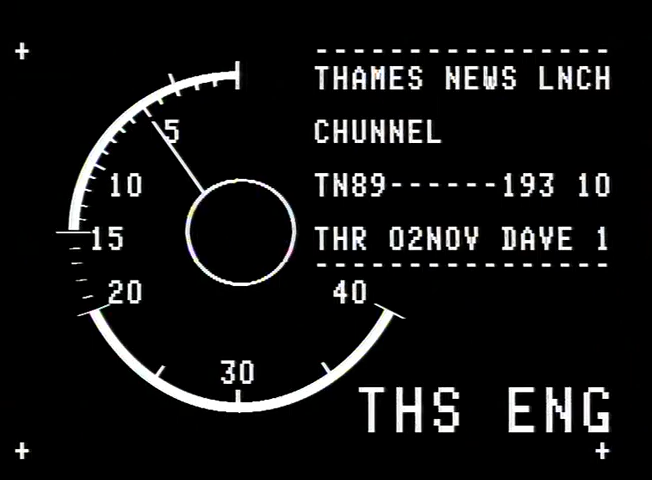 ----------------
THAMES NEWS LNCH
CHUNNEL
TN89------193 10
THR 02NOV DAVE 1
----------------
5
10
15
20
30
40
THS ENG